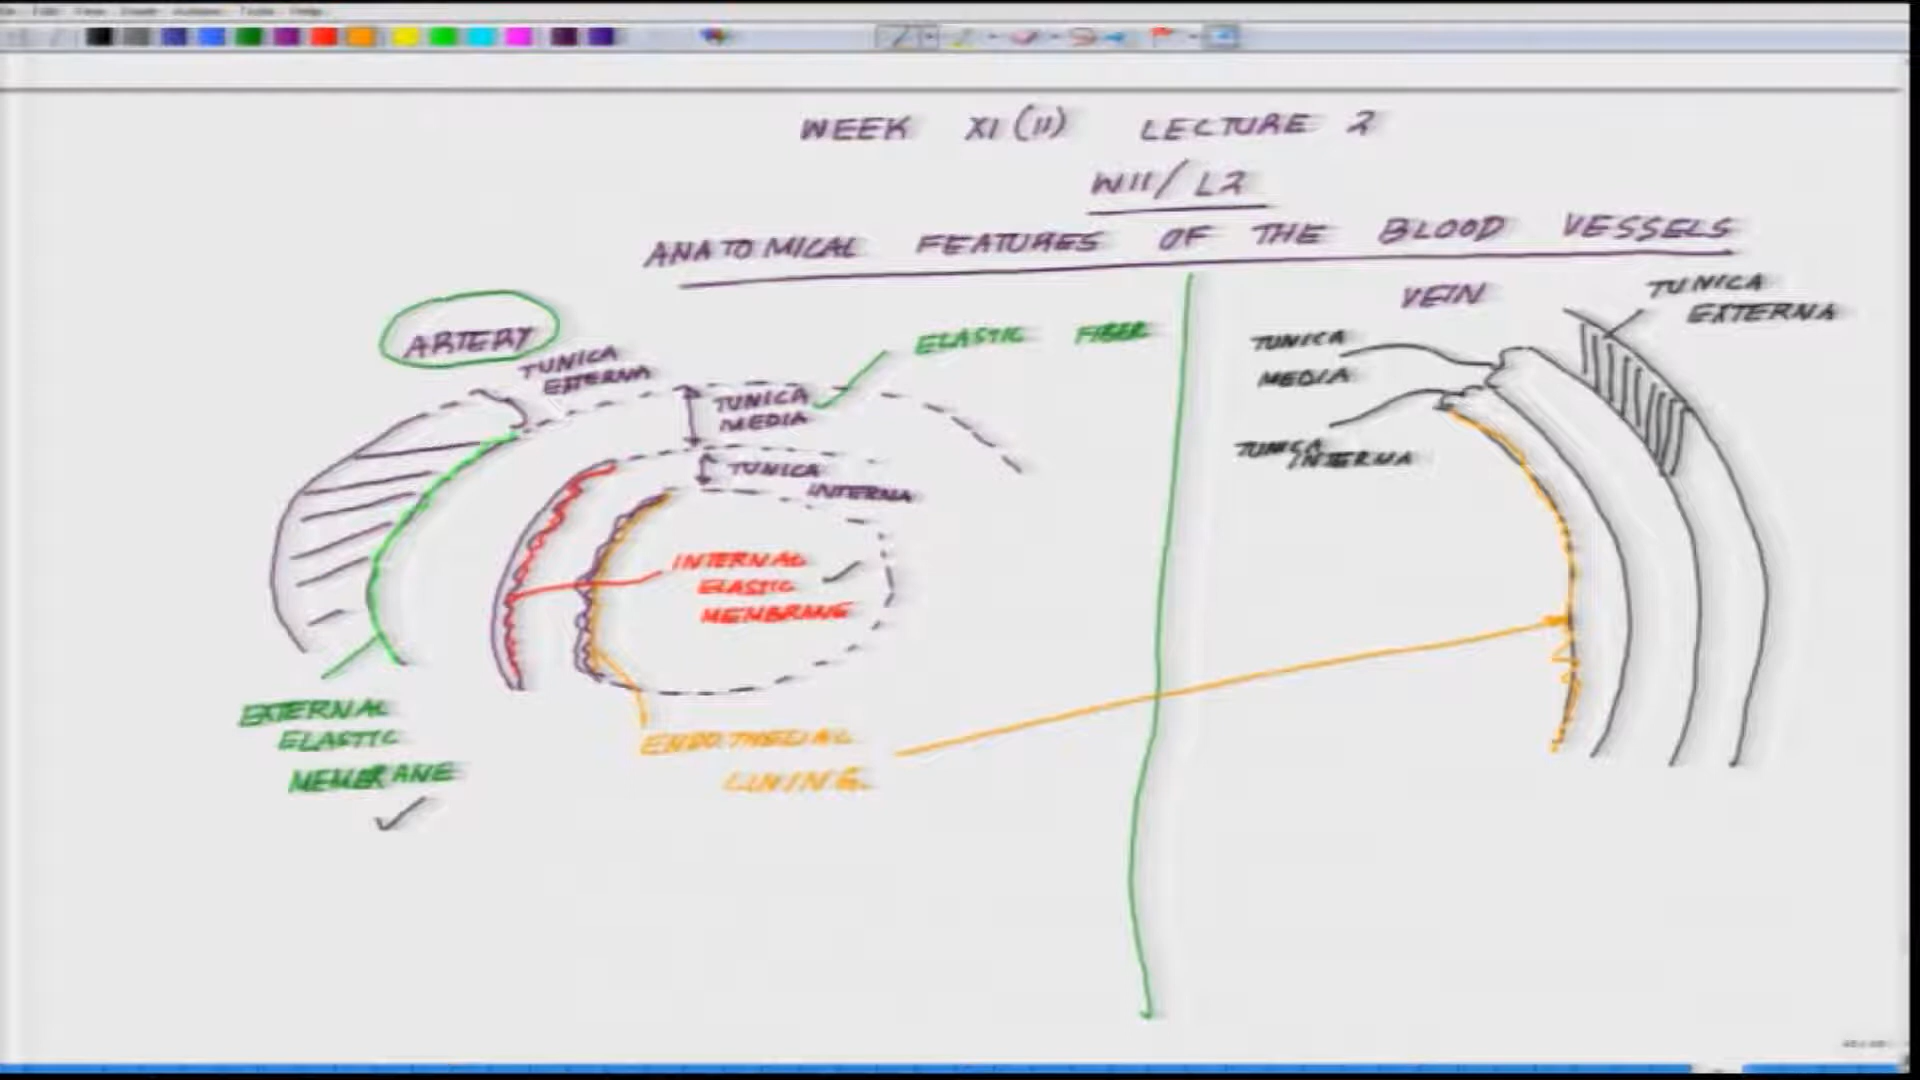 WEEK XI(11) LECTURE 2
W11/L2
ANATOMICAL FEATURES OF THE BLOOD VESSELS
ARTERY
TUNICA
EXTERNA
TUNICA
MEDIA
TUNICA
INTERNA
ELASTIC FIBER
INTERNAL
ELASTIC
MEMBRANE
EXTERNAL
ELASTIC
MEMBRANE
ENDOTHELIAL
LINING.
VEIN
TUNICA
EXTERNA
TUNICA
MEDIA
TUNICA
INTERNA